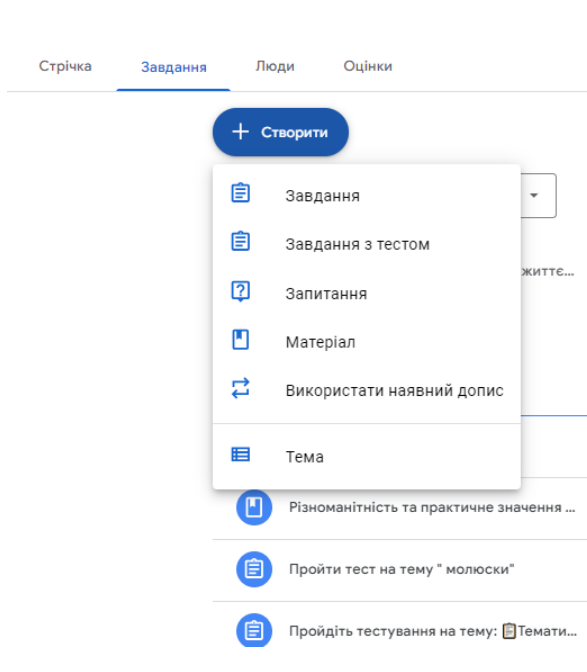 Стрічка Завдання Люди Оцінки
Створити
Завдання
Завдання з тестом
життє...
Запитання
Матеріал
Використати наявний допис
Тема
Різноманітність та практичне значення ...
Пройти тест на тему " молюски"
Пройдіть тестування на тему: 📋Темати...